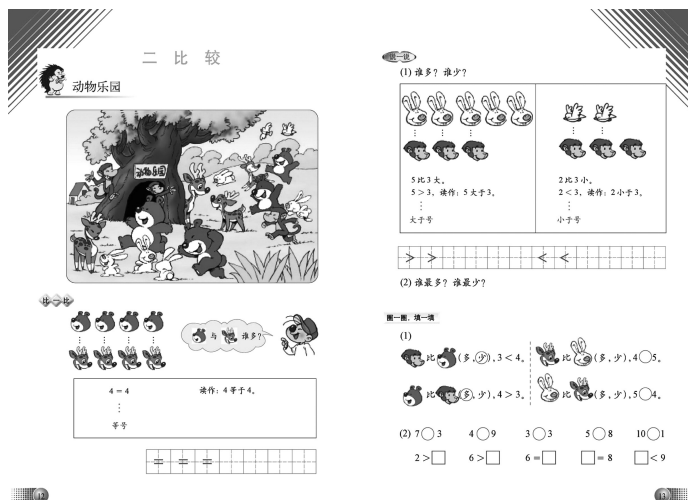 二 比 较
动物乐园
动物乐园
比一比
与 谁多？
4 = 4 读作：4 等于 4。
等号
= = =
12
说一说
(1) 谁多？谁少？
5 比 3 大。
5 > 3，读作：5 大于 3。
大于号
2 比 3 小。
2 < 3，读作：2 小于 3。
小于号
> > < <
(2) 谁最多？谁最少？
圈一圈，填一填
(1)
比 (多，少)，3 < 4。
比 (多，少)，4 5。
比 (多，少)，4 > 3。
比 (多，少)，5 4。
(2) 7 3 4 9 3 3 5 8 10 1
2 > 6 > 6 = = 8 < 9
13